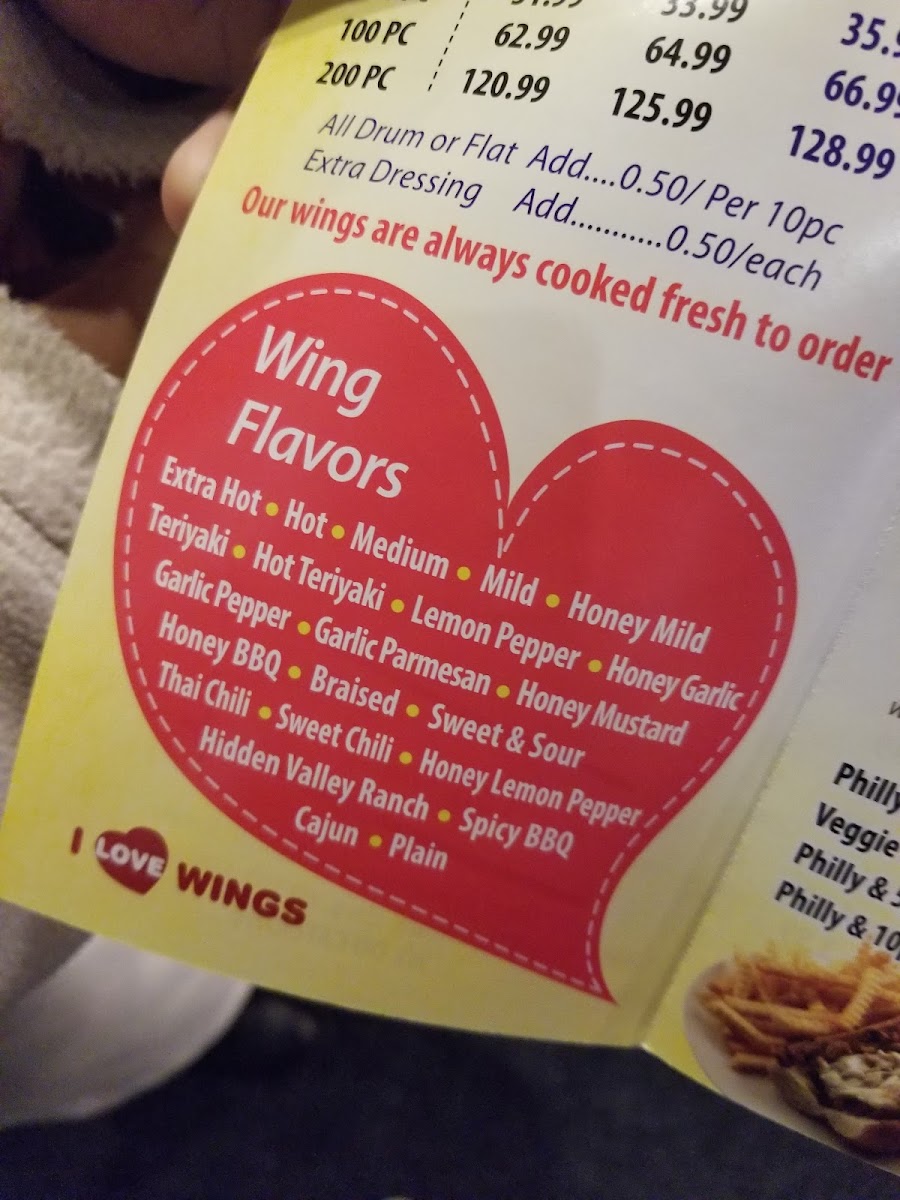 33.99
100 PC 62.99 64.99 66.99
200 PC 120.99 125.99 128.99
All Drum or Flat Add....0.50/ Per 10pc
Extra Dressing Add...........0.50/each
Our wings are always cooked fresh to order
Wing
Flavors
Extra Hot • Hot • Medium • Mild • Honey Mild
Teriyaki • Hot Teriyaki • Lemon Pepper • Honey Garlic
Garlic Pepper • Garlic Parmesan • Honey Mustard
Honey BBQ • Braised • Sweet & Sour
Thai Chili • Sweet Chili • Honey Lemon Pepper
Hidden Valley Ranch • Spicy BBQ
Cajun • Plain
I LOVE WINGS
Philly
Veggie
Philly &
Philly & 10